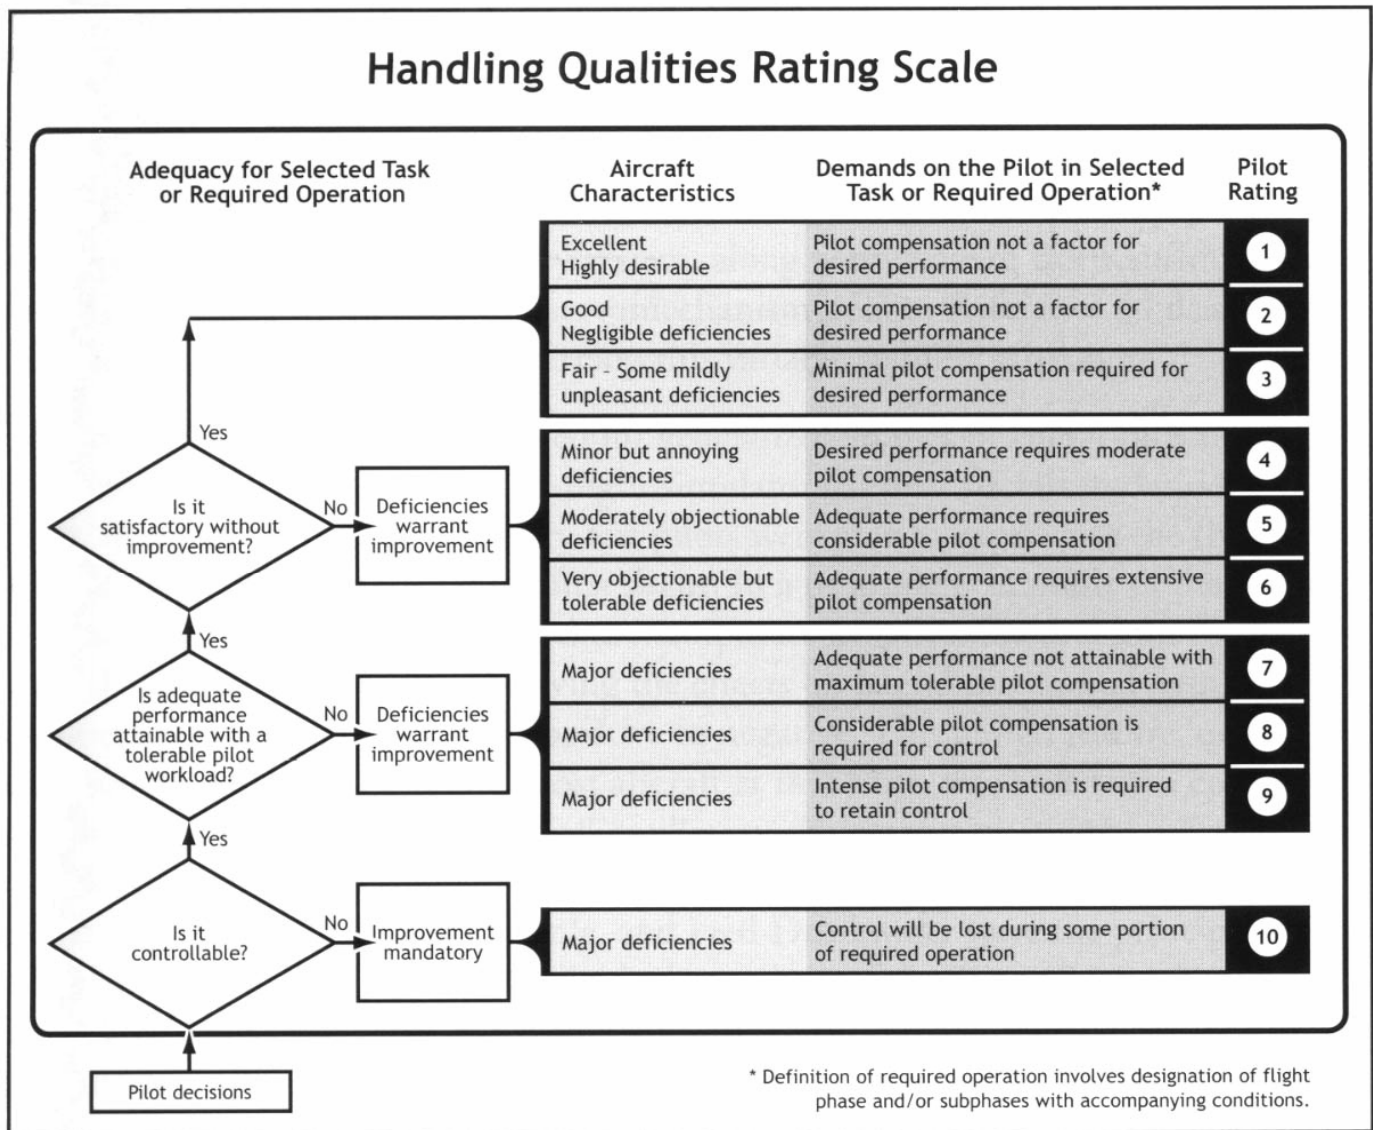 Handling Qualities Rating Scale
Adequacy for Selected Task
or Required Operation
Aircraft
Characteristics
Demands on the Pilot in Selected
Task or Required Operation*
Pilot
Rating
Excellent
Highly desirable
Pilot compensation not a factor for
desired performance
1
Good
Negligible deficiencies
Pilot compensation not a factor for
desired performance
2
Fair – Some mildly
unpleasant deficiencies
Minimal pilot compensation required for
desired performance
3
Yes
Is it
satisfactory without
improvement?
No
Deficiencies
warrant
improvement
Minor but annoying
deficiencies
Desired performance requires moderate
pilot compensation
4
Moderately objectionable
deficiencies
Adequate performance requires
considerable pilot compensation
5
Very objectionable but
tolerable deficiencies
Adequate performance requires extensive
pilot compensation
6
Yes
Is adequate
performance
attainable with a
tolerable pilot
workload?
No
Deficiencies
warrant
improvement
Major deficiencies
Adequate performance not attainable with
maximum tolerable pilot compensation
7
Major deficiencies
Considerable pilot compensation is
required for control
8
Major deficiencies
Intense pilot compensation is required
to retain control
9
Yes
Is it
controllable?
No
Improvement
mandatory
Major deficiencies
Control will be lost during some portion
of required operation
10
Pilot decisions
* Definition of required operation involves designation of flight
phase and/or subphases with accompanying conditions.